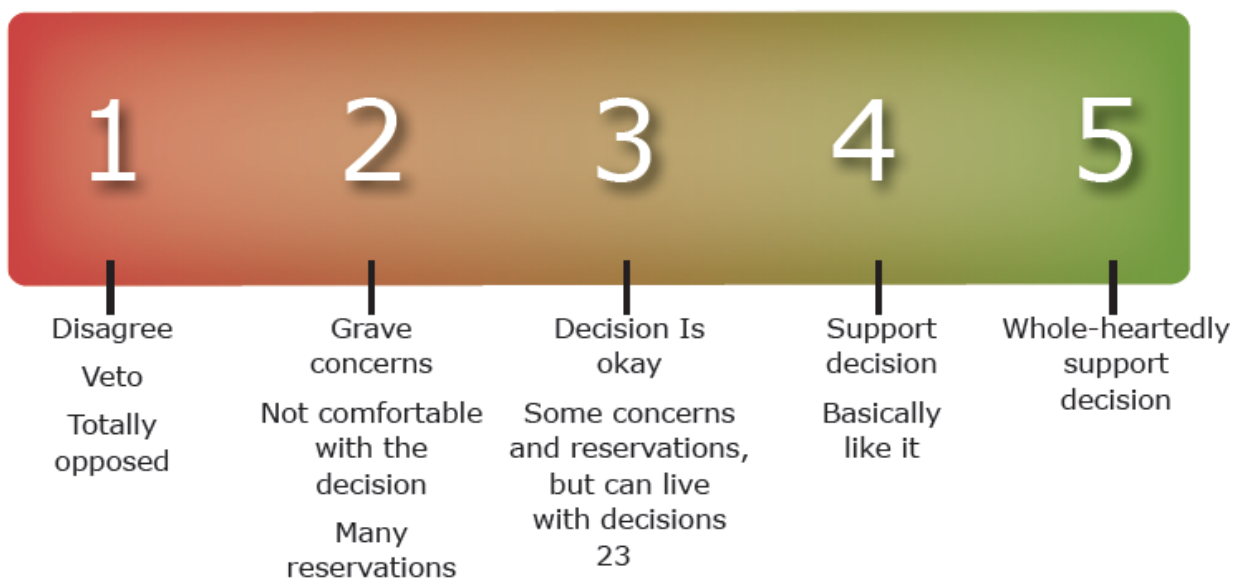 1
2
3
4
5
Disagree
Veto
Totally
opposed
Grave
concerns
Not comfortable
with the
decision
Many
reservations
Decision Is
okay
Some concerns
and reservations,
but can live
with decisions
23
Support
decision
Basically
like it
Whole-heartedly
support
decision